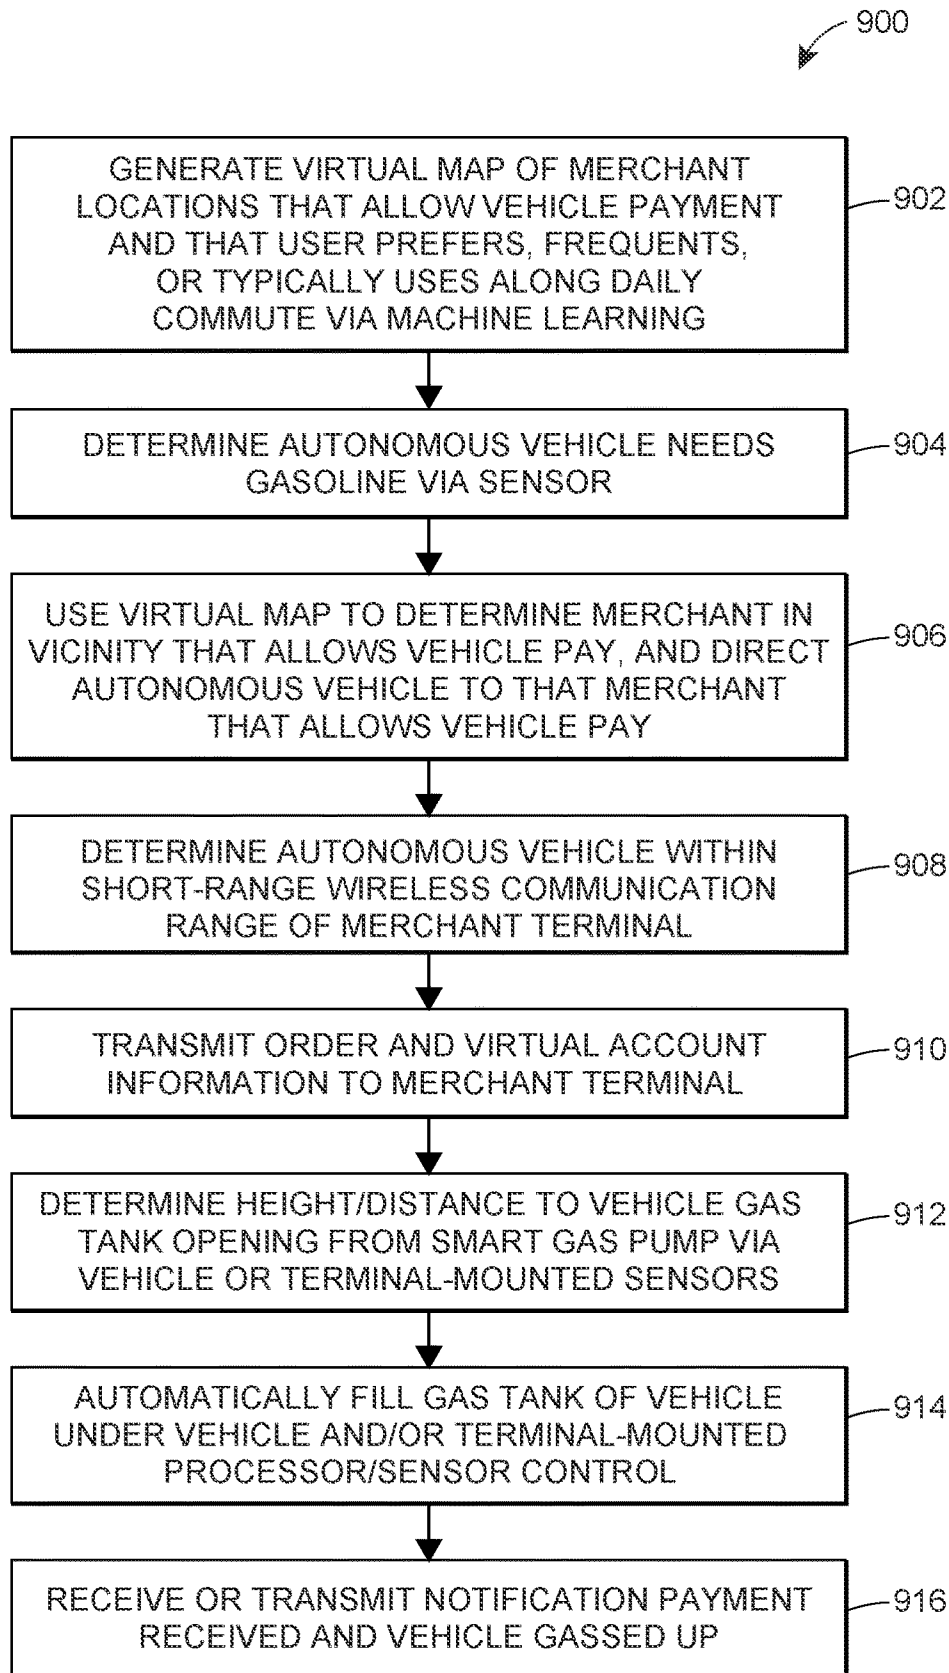 900
GENERATE VIRTUAL MAP OF MERCHANT
LOCATIONS THAT ALLOW VEHICLE PAYMENT
AND THAT USER PREFERS, FREQUENTS,
OR TYPICALLY USES ALONG DAILY
COMMUTE VIA MACHINE LEARNING
902
DETERMINE AUTONOMOUS VEHICLE NEEDS
GASOLINE VIA SENSOR
904
USE VIRTUAL MAP TO DETERMINE MERCHANT IN
VICINITY THAT ALLOWS VEHICLE PAY, AND DIRECT
AUTONOMOUS VEHICLE TO THAT MERCHANT
THAT ALLOWS VEHICLE PAY
906
DETERMINE AUTONOMOUS VEHICLE WITHIN
SHORT-RANGE WIRELESS COMMUNICATION
RANGE OF MERCHANT TERMINAL
908
TRANSMIT ORDER AND VIRTUAL ACCOUNT
INFORMATION TO MERCHANT TERMINAL
910
DETERMINE HEIGHT/DISTANCE TO VEHICLE GAS
TANK OPENING FROM SMART GAS PUMP VIA
VEHICLE OR TERMINAL-MOUNTED SENSORS
912
AUTOMATICALLY FILL GAS TANK OF VEHICLE
UNDER VEHICLE AND/OR TERMINAL-MOUNTED
PROCESSOR/SENSOR CONTROL
914
RECEIVE OR TRANSMIT NOTIFICATION PAYMENT
RECEIVED AND VEHICLE GASSED UP
916